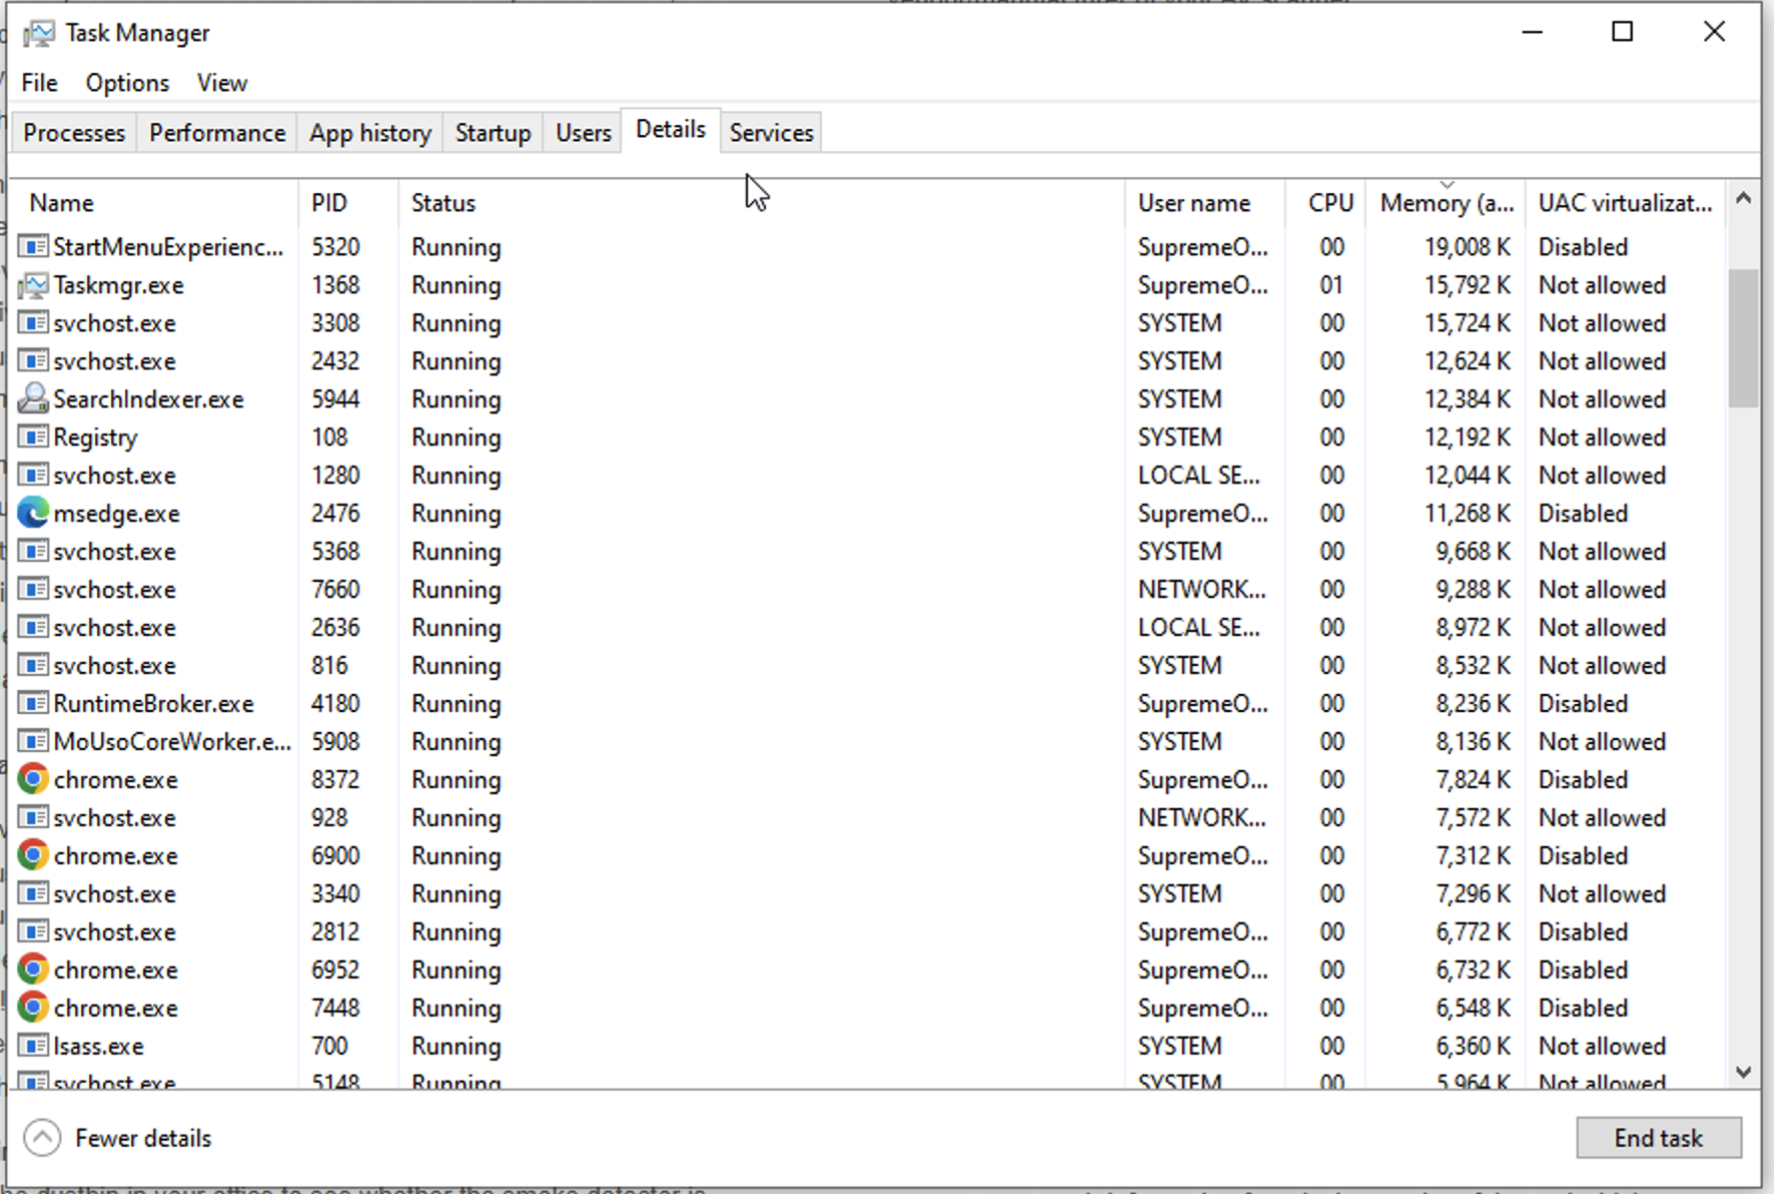 Task Manager
File Options View
Processes Performance App history Startup Users Details Services
Name PID Status User name CPU Memory (a... UAC virtualizat...
StartMenuExperienc... 5320 Running SupremeO... 00 19,008 K Disabled
Taskmgr.exe 1368 Running SupremeO... 01 15,792 K Not allowed
svchost.exe 3308 Running SYSTEM 00 15,724 K Not allowed
svchost.exe 2432 Running SYSTEM 00 12,624 K Not allowed
SearchIndexer.exe 5944 Running SYSTEM 00 12,384 K Not allowed
Registry 108 Running SYSTEM 00 12,192 K Not allowed
svchost.exe 1280 Running LOCAL SE... 00 12,044 K Not allowed
msedge.exe 2476 Running SupremeO... 00 11,268 K Disabled
svchost.exe 5368 Running SYSTEM 00 9,668 K Not allowed
svchost.exe 7660 Running NETWORK... 00 9,288 K Not allowed
svchost.exe 2636 Running LOCAL SE... 00 8,972 K Not allowed
svchost.exe 816 Running SYSTEM 00 8,532 K Not allowed
RuntimeBroker.exe 4180 Running SupremeO... 00 8,236 K Disabled
MoUsoCoreWorker.e... 5908 Running SYSTEM 00 8,136 K Not allowed
chrome.exe 8372 Running SupremeO... 00 7,824 K Disabled
svchost.exe 928 Running NETWORK... 00 7,572 K Not allowed
chrome.exe 6900 Running SupremeO... 00 7,312 K Disabled
svchost.exe 3340 Running SYSTEM 00 7,296 K Not allowed
svchost.exe 2812 Running SupremeO... 00 6,772 K Disabled
chrome.exe 6952 Running SupremeO... 00 6,732 K Disabled
chrome.exe 7448 Running SupremeO... 00 6,548 K Disabled
lsass.exe 700 Running SYSTEM 00 6,360 K Not allowed
svchost.exe 5148 Running SYSTEM 00 5,964 K Not allowed
Fewer details End task
dustbin in your office to see whether the smoke detector is